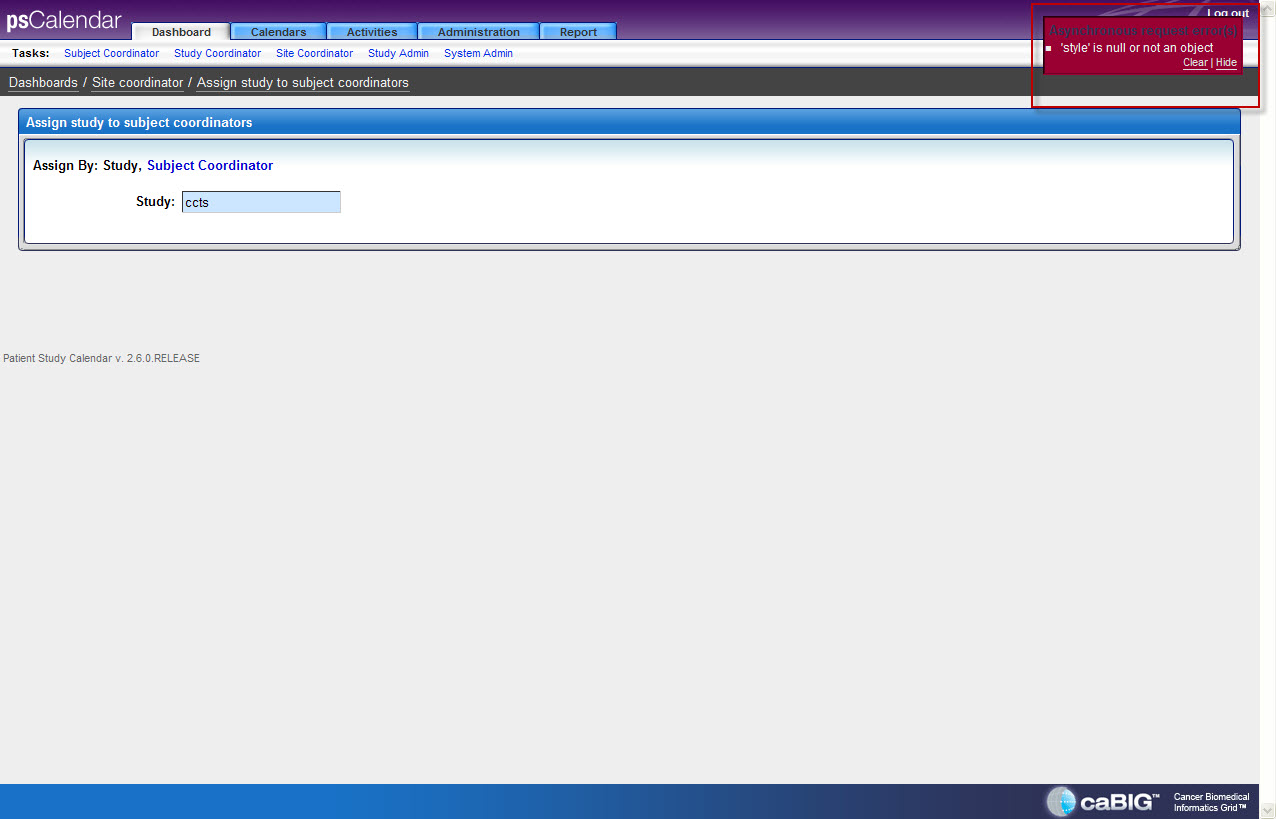 psCalendar
Log out
Dashboard Calendars Activities Administration Report
Asynchronous request error(s)
'style' is null or not an object
Clear | Hide
Tasks: Subject Coordinator Study Coordinator Site Coordinator Study Admin System Admin
Dashboards / Site coordinator / Assign study to subject coordinators
Assign study to subject coordinators
Assign By: Study, Subject Coordinator
Study: ccts
Patient Study Calendar v. 2.6.0.RELEASE
caBIG™ Cancer Biomedical
Informatics Grid™